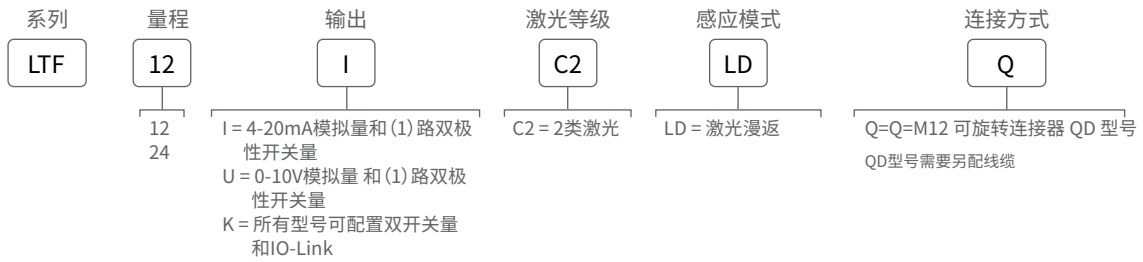 系列 量程 输出 激光等级 感应模式 连接方式
LTF 12 I C2 LD Q
12
24
I = 4-20mA模拟量和(1)路双极
性开关量
U = 0-10V模拟量 和(1)路双极
性开关量
K = 所有型号可配置双开关量
和IO-Link
C2 = 2类激光
LD = 激光漫返
Q=Q=M12 可旋转连接器 QD 型号
QD型号需要另配线缆